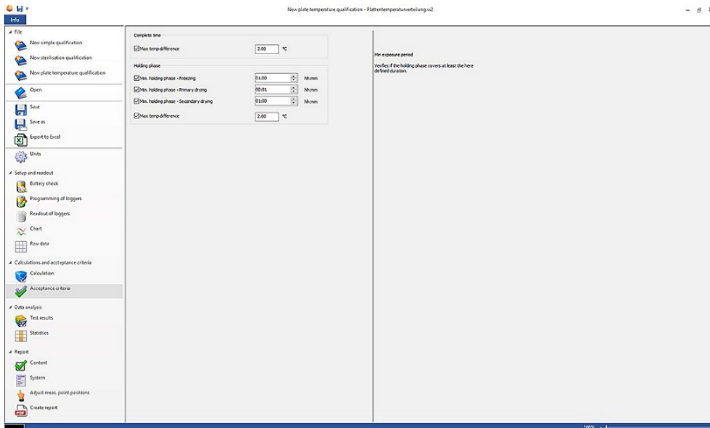 New plate temperature qualification - Plattentemperaturverteilung.vi2
Info
File
New simple qualification
New sterilisation qualification
New plate temperature qualification
Open
Save
Save as
Export to Excel
Unity
Setup and readout
Battery check
Programming of loggers
Readout of loggers
Chart
Raw data
Calculations and acceptance criteria
Calculation
Acceptance criteria
Data analysis
Test results
Statistics
Report
Content
System
Adjust meas. point positions
Create report
Complete time
Max temp difference 2.00 °C
Holding phase
Min. holding phase - Freezing 01:00 hh:mm
Min. holding phase - Primary drying 00:01 hh:mm
Min. holding phase - Secondary drying 01:00 hh:mm
Max temp difference 2.00 °C
Min exposure period
Verifies if the holding phase covers at least the here
defined duration.
100%